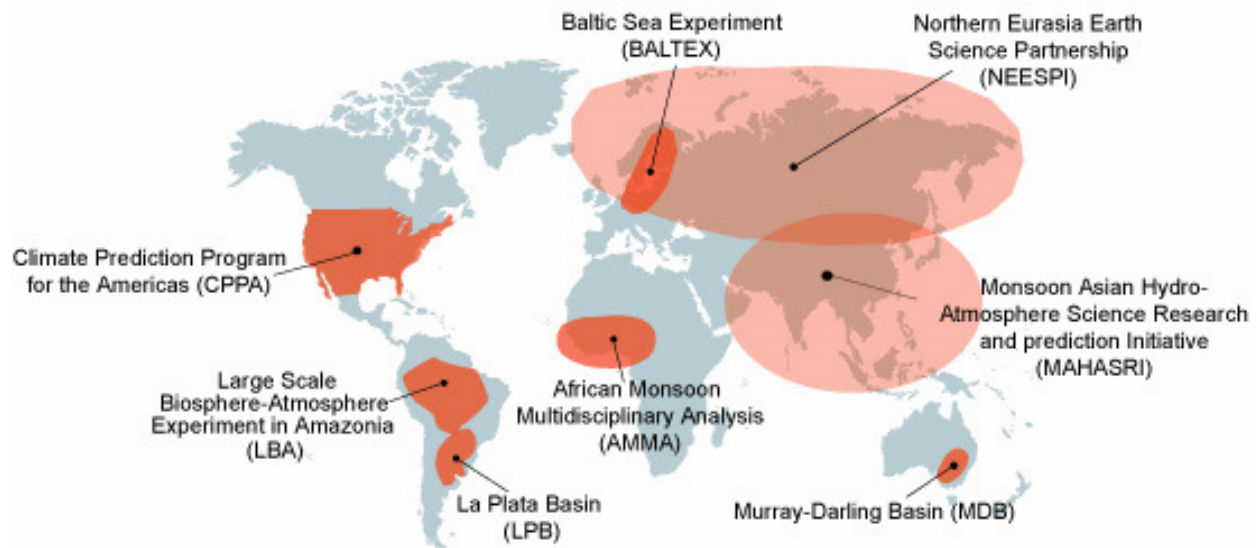 Baltic Sea Experiment
(BALTEX)
Northern Eurasia Earth
Science Partnership
(NEESPI)
Climate Prediction Program
for the Americas (CPPA)
Monsoon Asian Hydro-
Atmosphere Science Research
and prediction Initiative
(MAHASRI)
Large Scale
Biosphere-Atmosphere
Experiment in Amazonia
(LBA)
African Monsoon
Multidisciplinary Analysis
(AMMA)
La Plata Basin
(LPB)
Murray-Darling Basin (MDB)